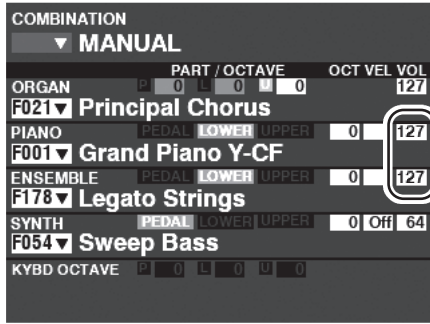 COMBINATION
▼ MANUAL
PART / OCTAVE OCT VEL VOL
ORGAN P 0 L 0 U 0 127
F021▼ Principal Chorus
PIANO PEDAL LOWER UPPER 0 127
F001▼ Grand Piano Y-CF
ENSEMBLE PEDAL LOWER UPPER 0 127
F178▼ Legato Strings
SYNTH PEDAL LOWER UPPER 0 Off 64
F054▼ Sweep Bass
KYBD OCTAVE P 0 L 0 U 0